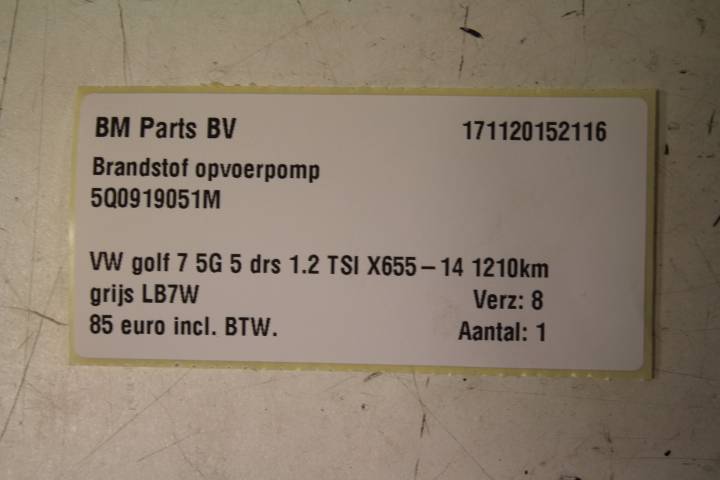 BM Parts BV 171120152116
Brandstof opvoerpomp
5Q0919051M
VW golf 7 5G 5 drs 1.2 TSI X655-14 1210km
grijs LB7W Verz: 8
85 euro incl. BTW. Aantal: 1